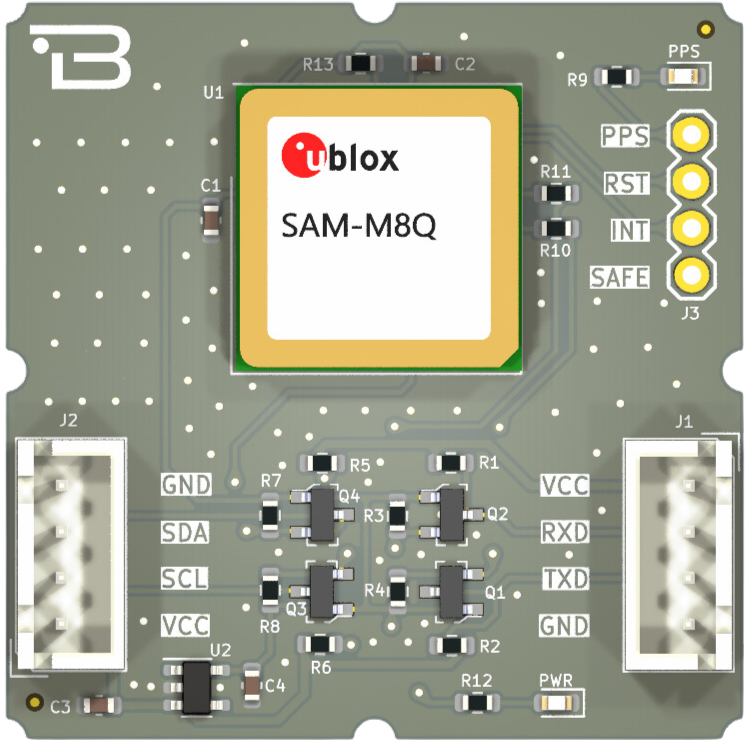 B
R13
C2
PPS
R9
U1
ublox
SAM-M8Q
PPS
RST
INT
SAFE
J3
C1
R11
R10
J2
J1
R5
R1
GND
R7
Q4
VCC
R3
Q2
SDA
RXD
SCL
R4
TXD
Q3
Q1
VCC
R8
GND
U2
R6
R2
C4
R12
PWR
C3